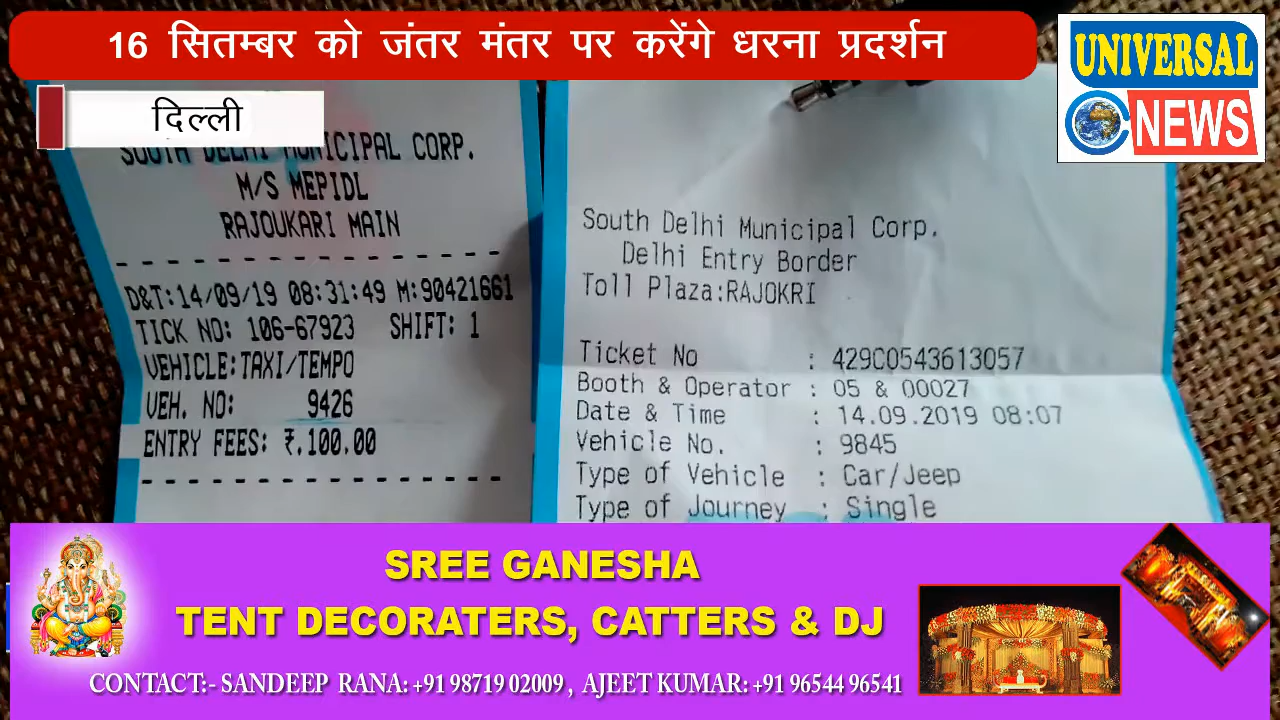 16 सितम्बर को जंतर मंतर पर करेंगे धरना प्रदर्शन
UNIVERSAL
NEWS
दिल्ली
SOUTH DELHI MUNICIPAL CORP.
M/S MEPIDL
RAJOUKARI MAIN
D&T:14/09/19 08:31:49 M:90421661
TICK NO: 106-67923 SHIFT: 1
VEHICLE:TAXI/TEMPO
VEH. NO: 9426
ENTRY FEES: ₹.100.00
South Delhi Municipal Corp.
Delhi Entry Border
Toll Plaza:RAJOKRI
Ticket No : 429C0543613057
Booth & Operator : 05 & 00027
Date & Time : 14.09.2019 08:07
Vehicle No. : 9845
Type of Vehicle : Car/Jeep
Type of Journey : Single
SREE GANESHA
TENT DECORATERS, CATTERS & DJ
CONTACT:- SANDEEP RANA: +91 98719 02009 , AJEET KUMAR: +91 96544 96541